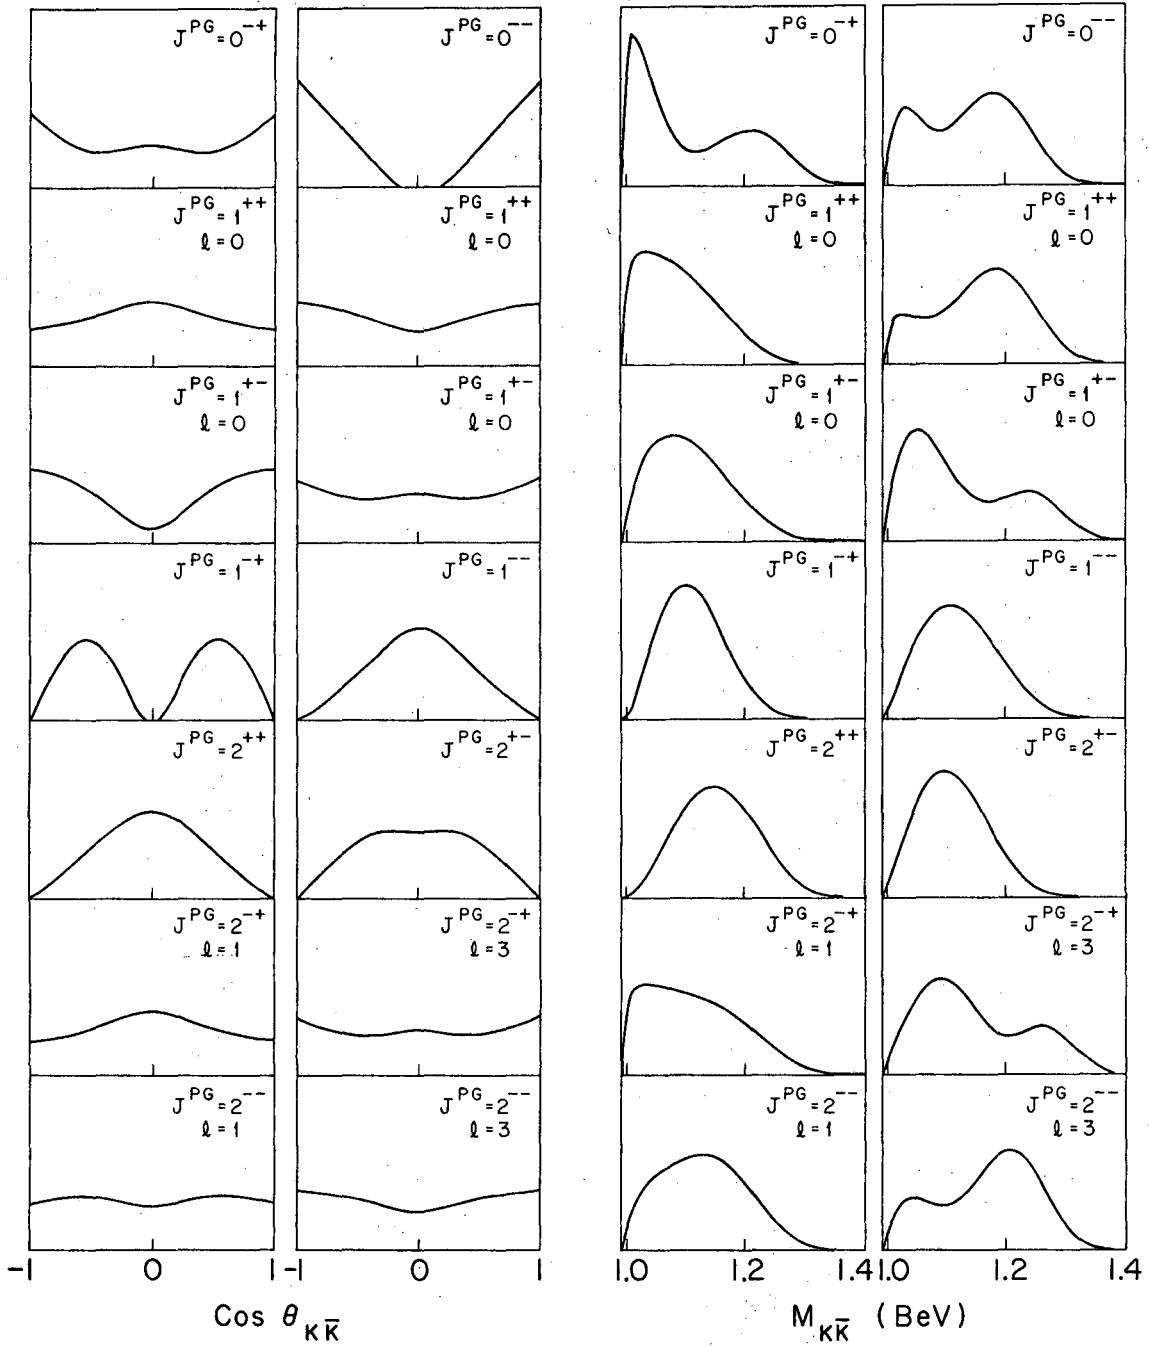 J^PG=0^-+
J^PG=0^--
J^PG=0^-+
J^PG=0^--
J^PG=1^++
ℓ=0
J^PG=1^++
ℓ=0
J^PG=1^++
ℓ=0
J^PG=1^++
ℓ=0
J^PG=1^+-
ℓ=0
J^PG=1^+-
ℓ=0
J^PG=1^+-
ℓ=0
J^PG=1^+-
ℓ=0
J^PG=1^-+
J^PG=1^--
J^PG=1^-+
J^PG=1^--
J^PG=2^++
J^PG=2^+-
J^PG=2^++
J^PG=2^+-
J^PG=2^-+
ℓ=1
J^PG=2^-+
ℓ=3
J^PG=2^-+
ℓ=1
J^PG=2^-+
ℓ=3
J^PG=2^--
ℓ=1
J^PG=2^--
ℓ=3
J^PG=2^--
ℓ=1
J^PG=2^--
ℓ=3
-1 0 1 0 1 1.0 1.2 1.4 1.0 1.2 1.4
Cos θ_KK̄
M_KK̄ (BeV)